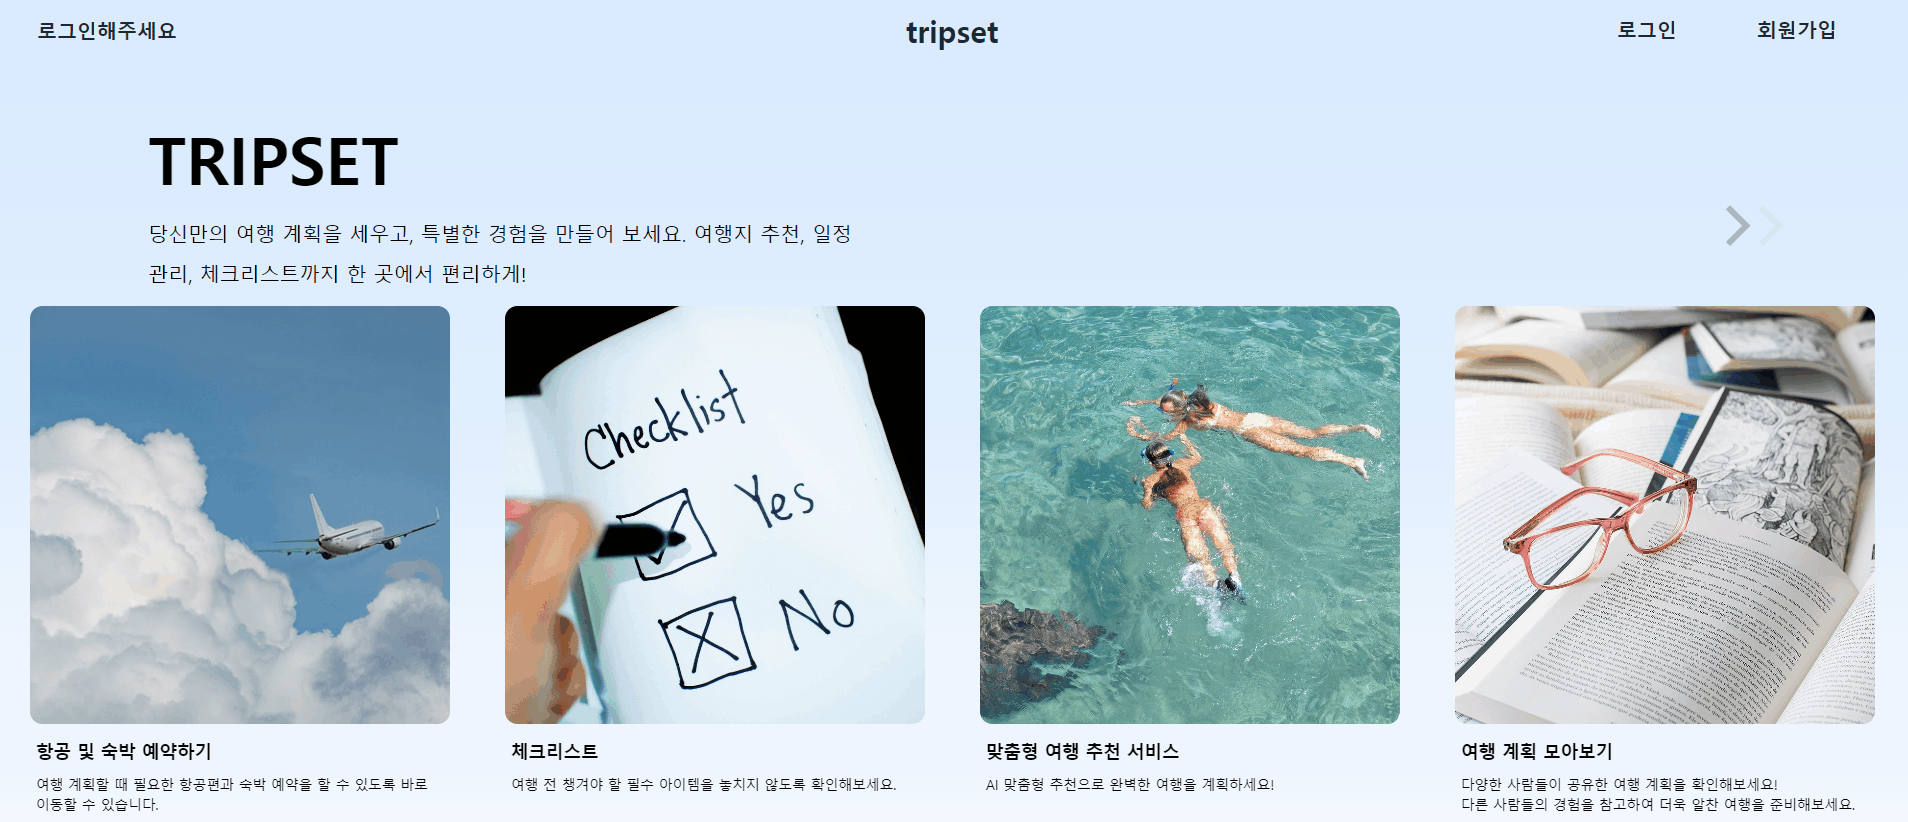 로그인해주세요
tripset
로그인
회원가입
TRIPSET
당신만의 여행 계획을 세우고, 특별한 경험을 만들어 보세요. 여행지 추천, 일정
관리, 체크리스트까지 한 곳에서 편리하게!
Checklist
Yes
No
항공 및 숙박 예약하기
여행 계획할 때 필요한 항공편과 숙박 예약을 할 수 있도록 바로
이동할 수 있습니다.
체크리스트
여행 전 챙겨야 할 필수 아이템을 놓치지 않도록 확인해보세요.
맞춤형 여행 추천 서비스
AI 맞춤형 추천으로 완벽한 여행을 계획하세요!
여행 계획 모아보기
다양한 사람들이 공유한 여행 계획을 확인해보세요!
다른 사람들의 경험을 참고하여 더욱 알찬 여행을 준비해보세요.